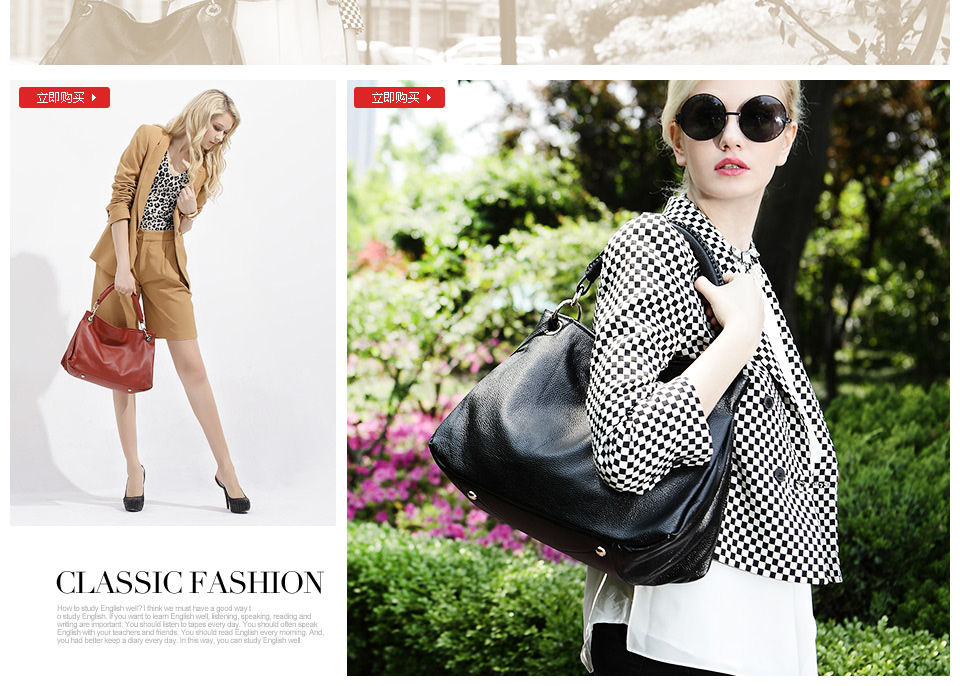 立即购买
立即购买
CLASSIC FASHION
How to study English well? I think we must have a good way t
o study English. If you want to learn English well, listening, speaking, reading and
writing are important. You should listen to tapes every day. You should often speak
English with your teachers and friends. You should read English every morning. And,
you had better keep a diary every day. In this way, you can study English well.